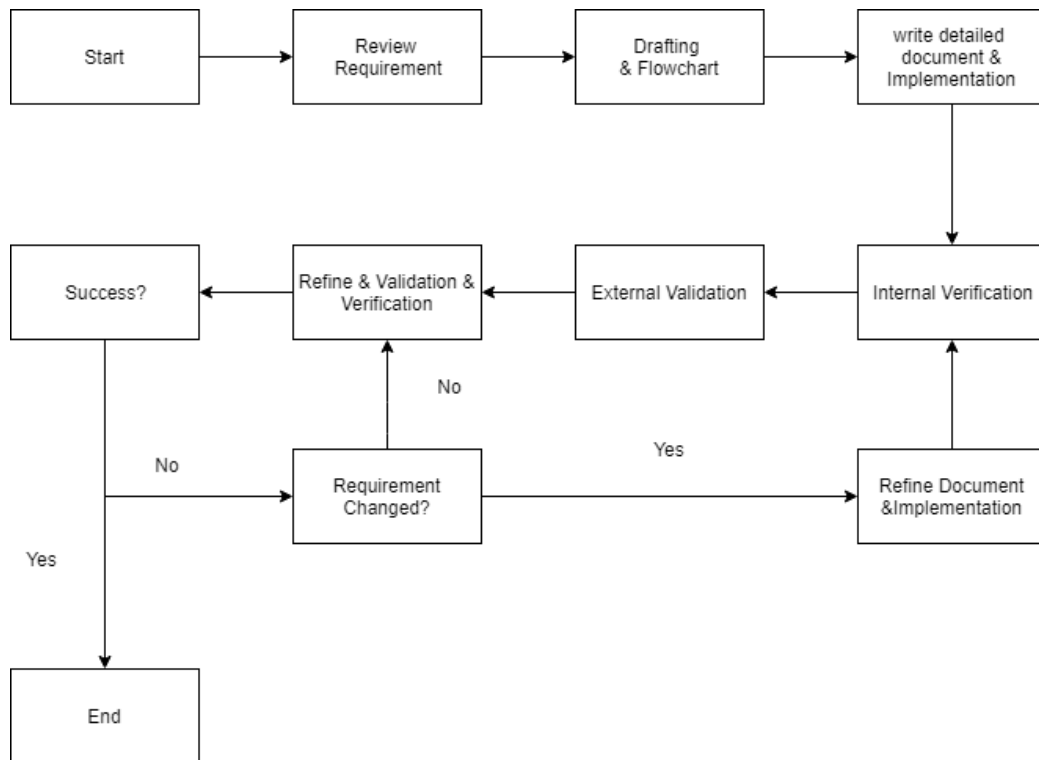 Start
Review
Requirement
Drafting
& Flowchart
write detailed
document &
Implementation
Success?
Refine & Validation &
Verification
External Validation
Internal Verification
No
No
Yes
Requirement
Changed?
Refine Document
&Implementation
Yes
End